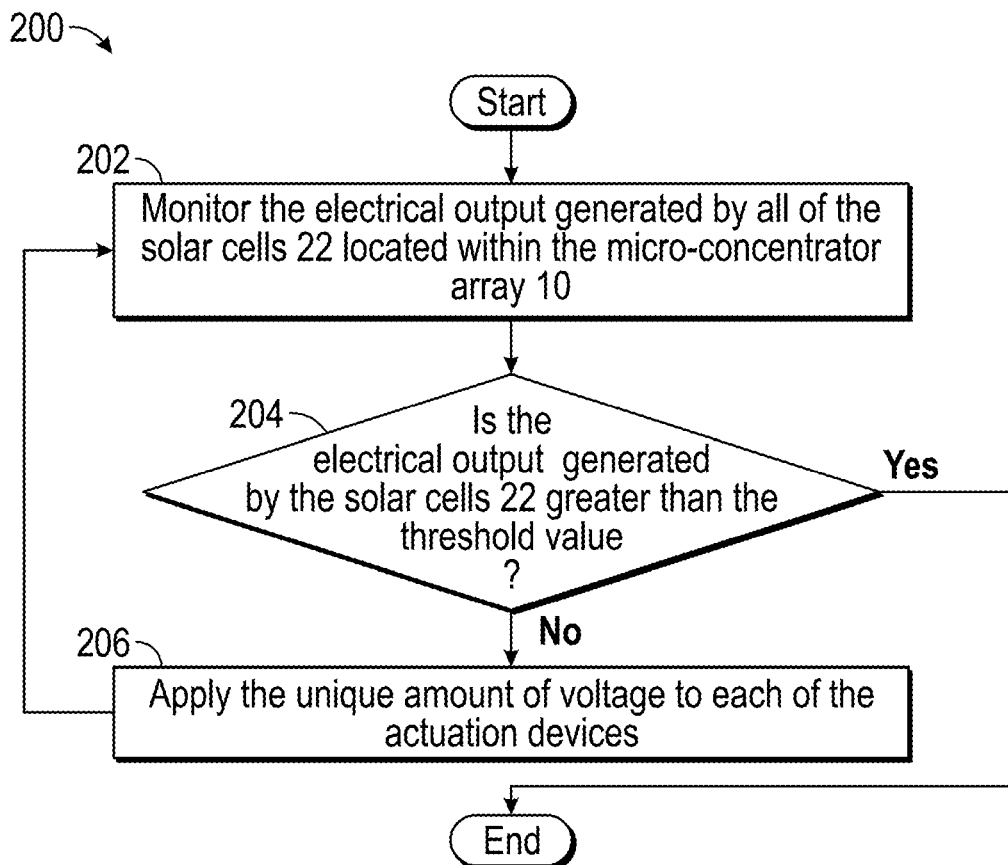 200
Start
202
Monitor the electrical output generated by all of the
solar cells 22 located within the micro-concentrator
array 10
204
Is the
electrical output generated
by the solar cells 22 greater than the
threshold value
?
Yes
No
206
Apply the unique amount of voltage to each of the
actuation devices
End